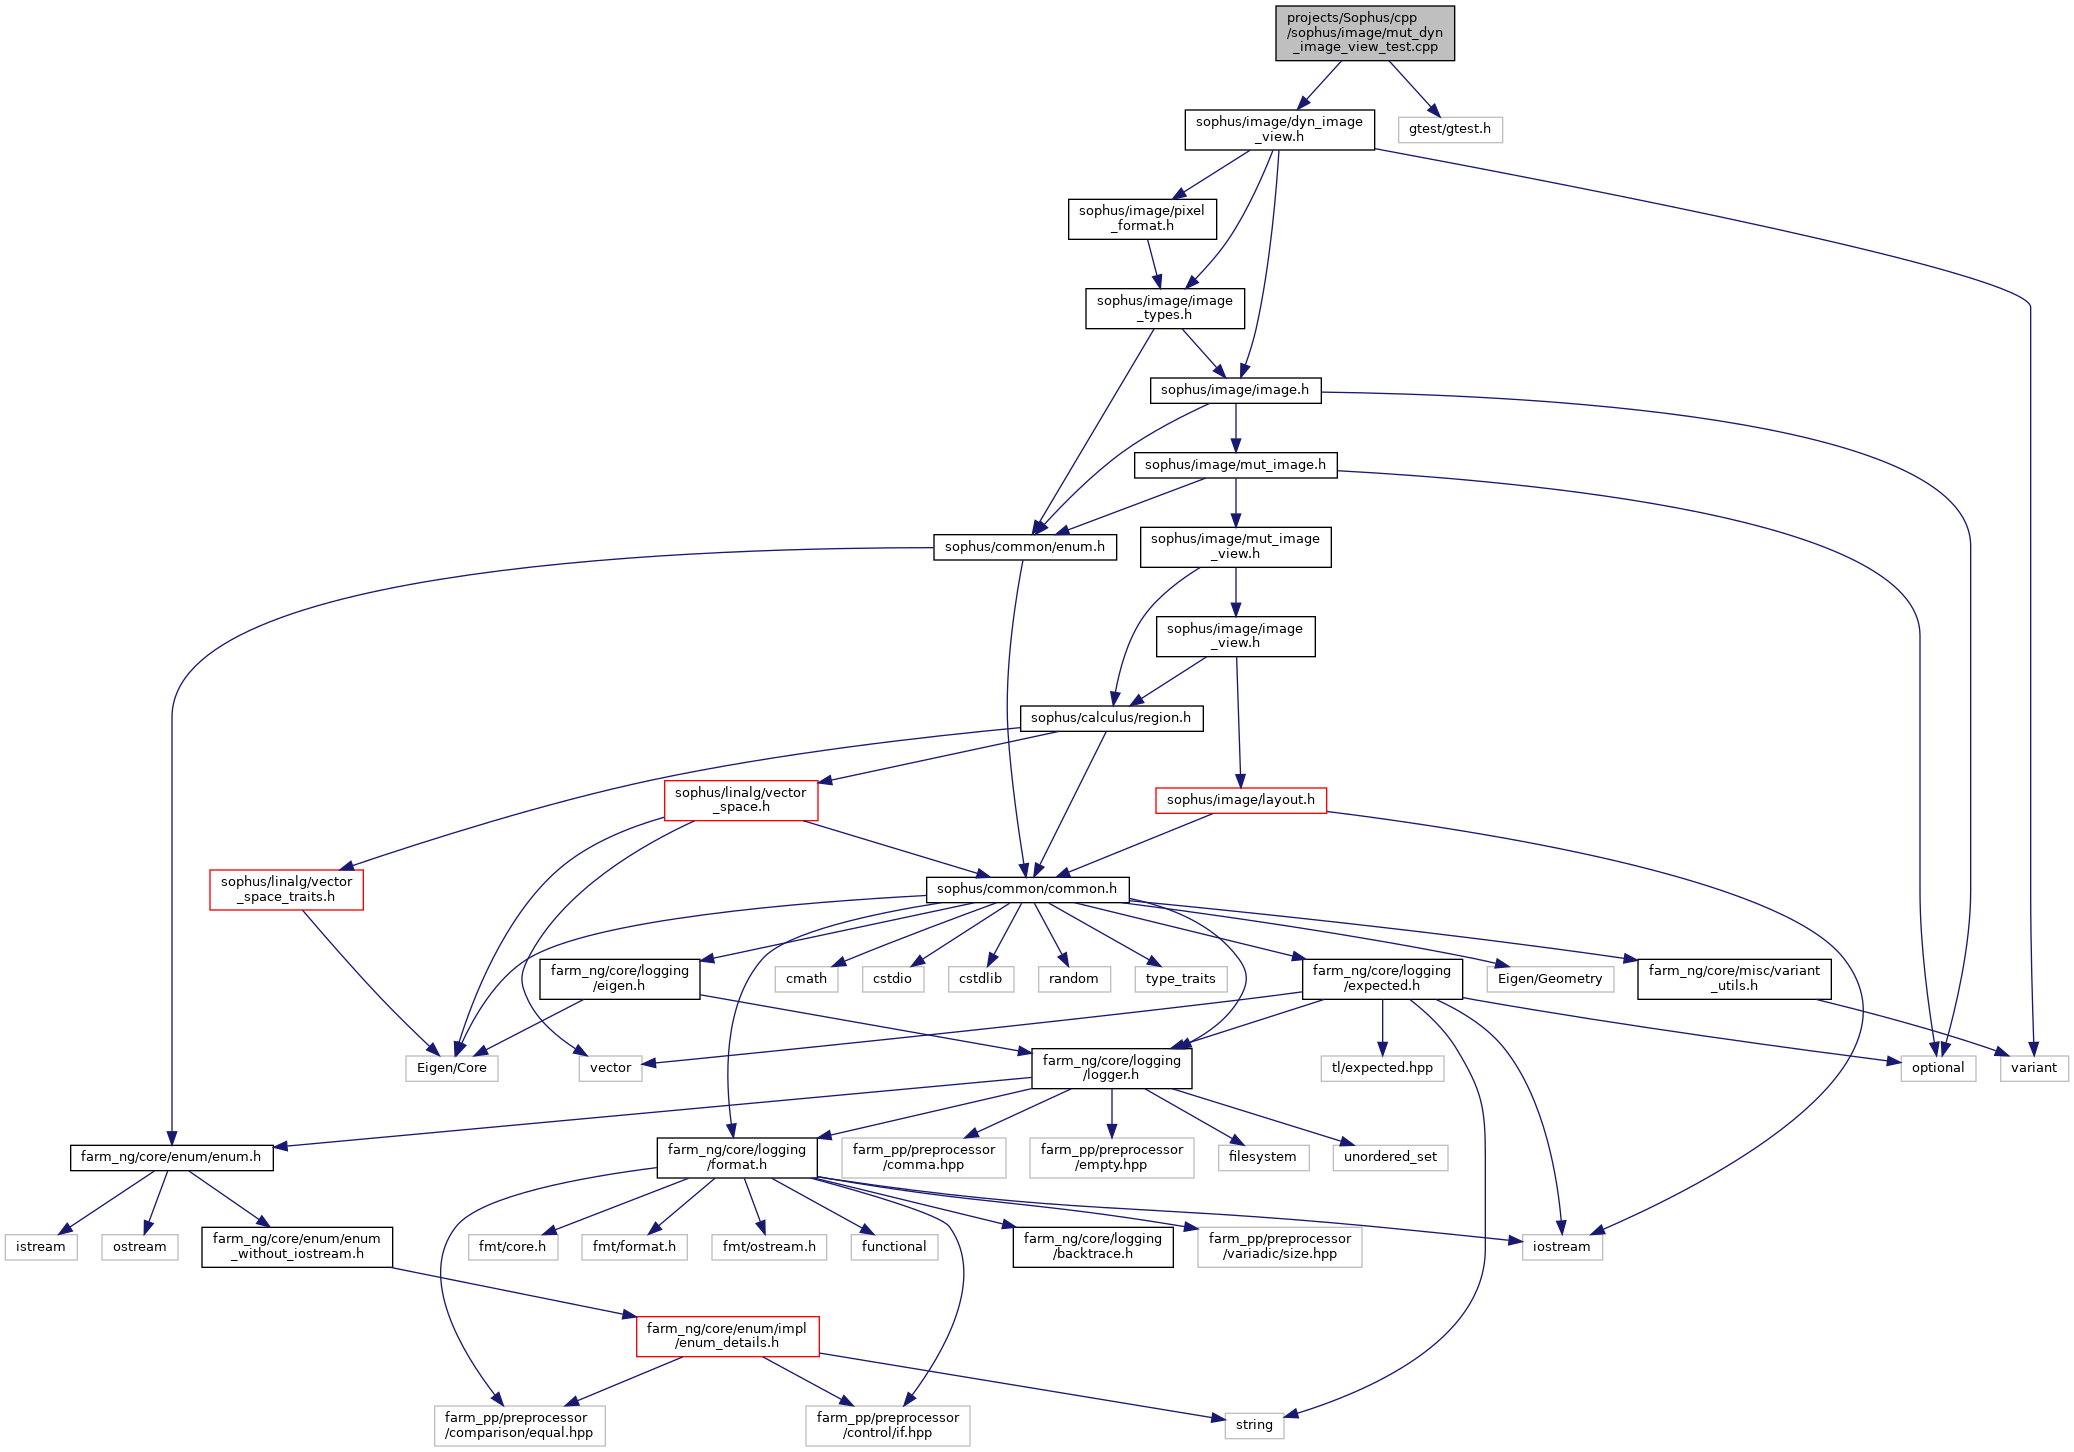 projects/Sophus/cpp
/sophus/image/mut_dyn
_image_view_test.cpp
sophus/image/dyn_image
_view.h
gtest/gtest.h
sophus/image/pixel
_format.h
sophus/image/image
_types.h
sophus/image/image.h
sophus/image/mut_image.h
sophus/common/enum.h
sophus/image/mut_image
_view.h
sophus/image/image
_view.h
sophus/calculus/region.h
sophus/linalg/vector
_space.h
sophus/image/layout.h
sophus/linalg/vector
_space_traits.h
sophus/common/common.h
farm_ng/core/logging
/eigen.h
cmath
cstdio
cstdlib
random
type_traits
farm_ng/core/logging
/expected.h
Eigen/Geometry
farm_ng/core/misc/variant
_utils.h
Eigen/Core
vector
farm_ng/core/logging
/logger.h
tl/expected.hpp
optional
variant
farm_ng/core/enum/enum.h
farm_ng/core/logging
/format.h
farm_pp/preprocessor
/comma.hpp
farm_pp/preprocessor
/empty.hpp
filesystem
unordered_set
istream
ostream
farm_ng/core/enum/enum
_without_iostream.h
fmt/core.h
fmt/format.h
fmt/ostream.h
functional
farm_ng/core/logging
/backtrace.h
farm_pp/preprocessor
/variadic/size.hpp
iostream
farm_ng/core/enum/impl
/enum_details.h
farm_pp/preprocessor
/comparison/equal.hpp
farm_pp/preprocessor
/control/if.hpp
string